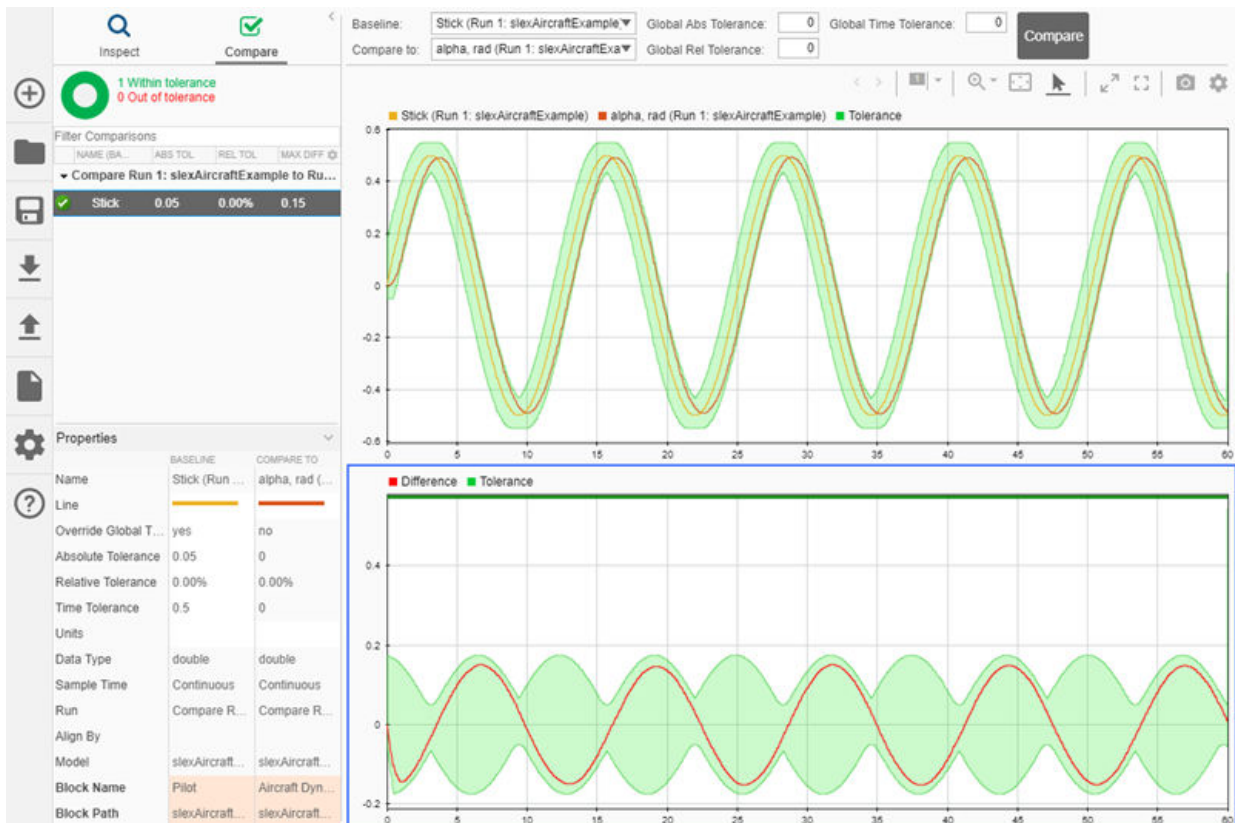 Inspect
Compare
1 Within tolerance
0 Out of tolerance
Filter Comparisons
NAME (BA... ABS TOL REL TOL MAX DIFF
Compare Run 1: slexAircraftExample to Ru...
Stick 0.05 0.00% 0.15
Properties
BASELINE COMPARE TO
Name Stick (Run ... alpha, rad (...
Line
Override Global T... yes no
Absolute Tolerance 0.05 0
Relative Tolerance 0.00% 0.00%
Time Tolerance 0.5 0
Units
Data Type double double
Sample Time Continuous Continuous
Run Compare R... Compare R...
Align By
Model slexAircraft... slexAircraft...
Block Name Pilot Aircraft Dyn...
Block Path slexAircraft... slexAircraft...
Baseline: Stick (Run 1: slexAircraftExample) Global Abs Tolerance: 0 Global Time Tolerance: 0
Compare to: alpha, rad (Run 1: slexAircraftExa Global Rel Tolerance: 0
Compare
1
Stick (Run 1: slexAircraftExample) alpha, rad (Run 1: slexAircraftExample) Tolerance
0.6
0.4
0.2
0
-0.2
-0.4
-0.6
0 5 10 15 20 25 30 35 40 45 50 55 60
Difference Tolerance
0.4
0.2
0
-0.2
0 5 10 15 20 25 30 35 40 45 50 55 60